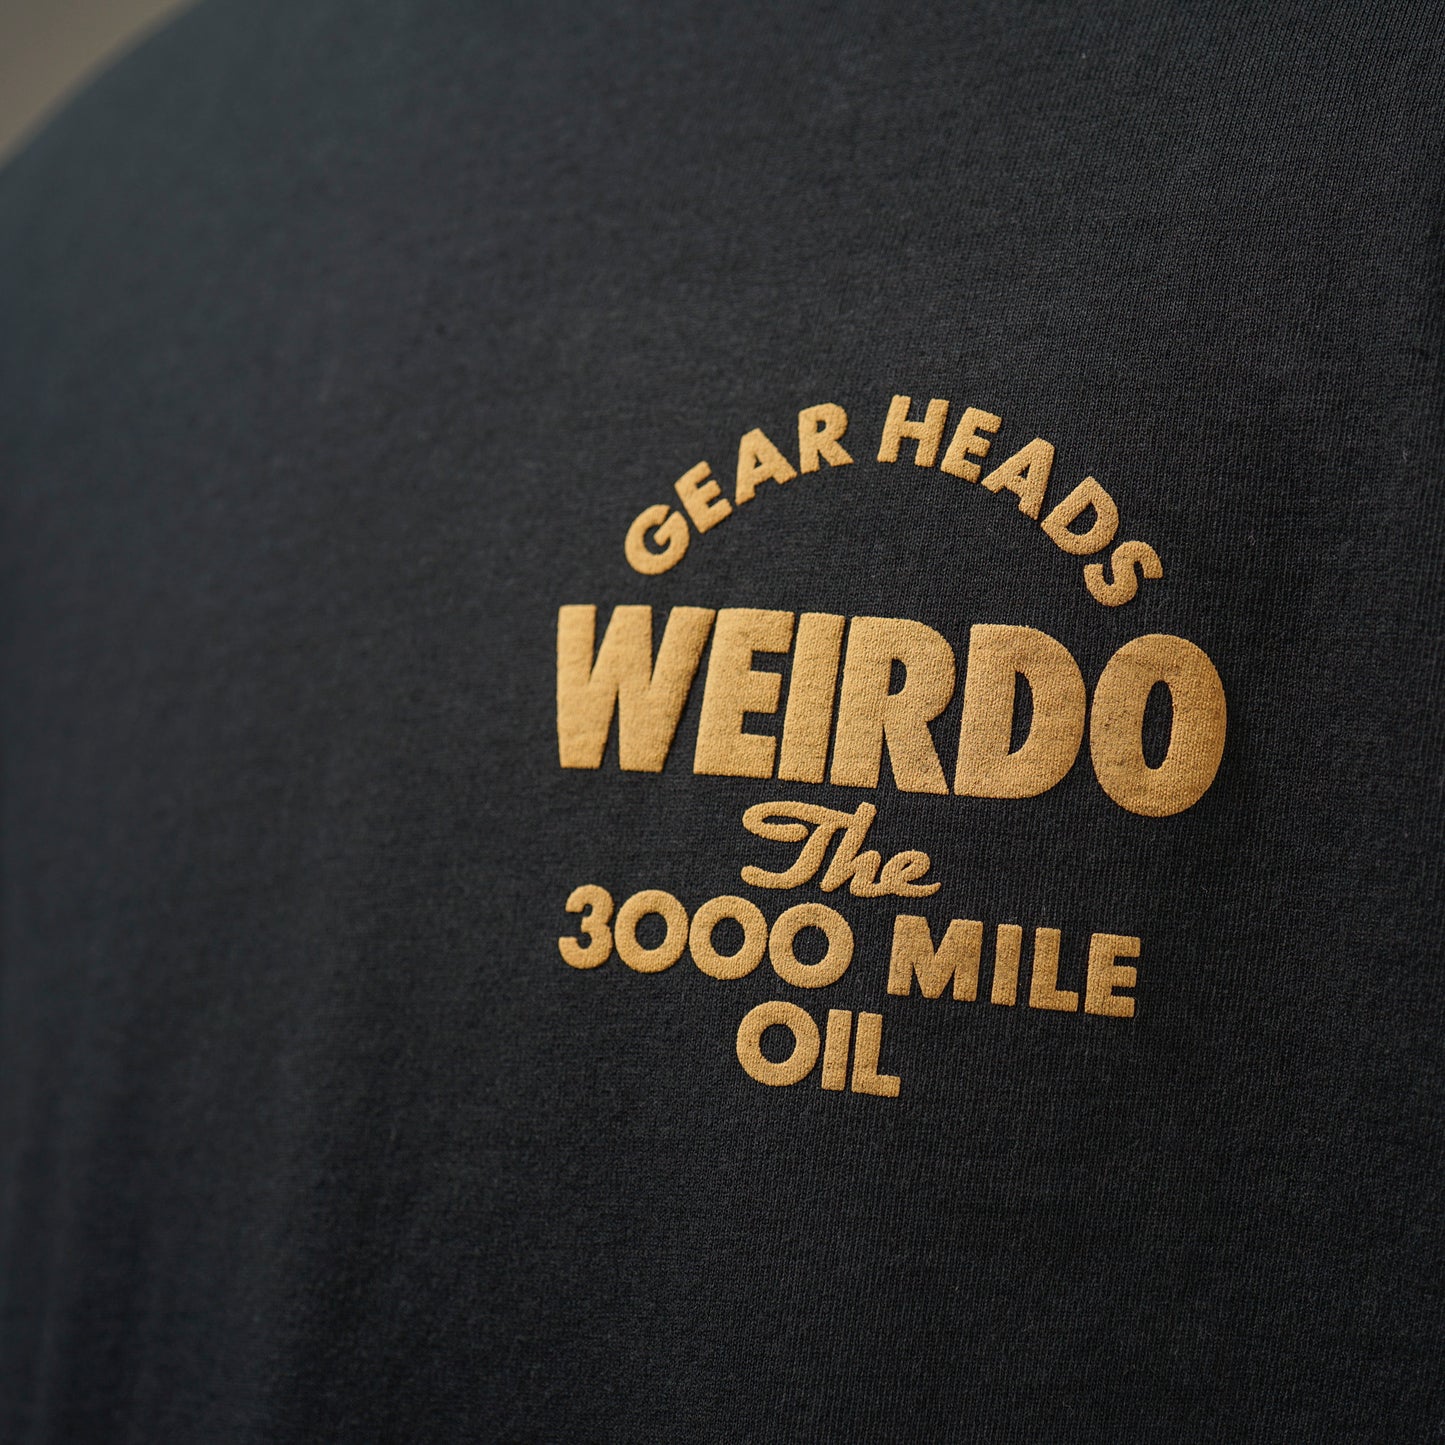 GEAR HEADS
WEIRDO
The
3000 MILE
OIL